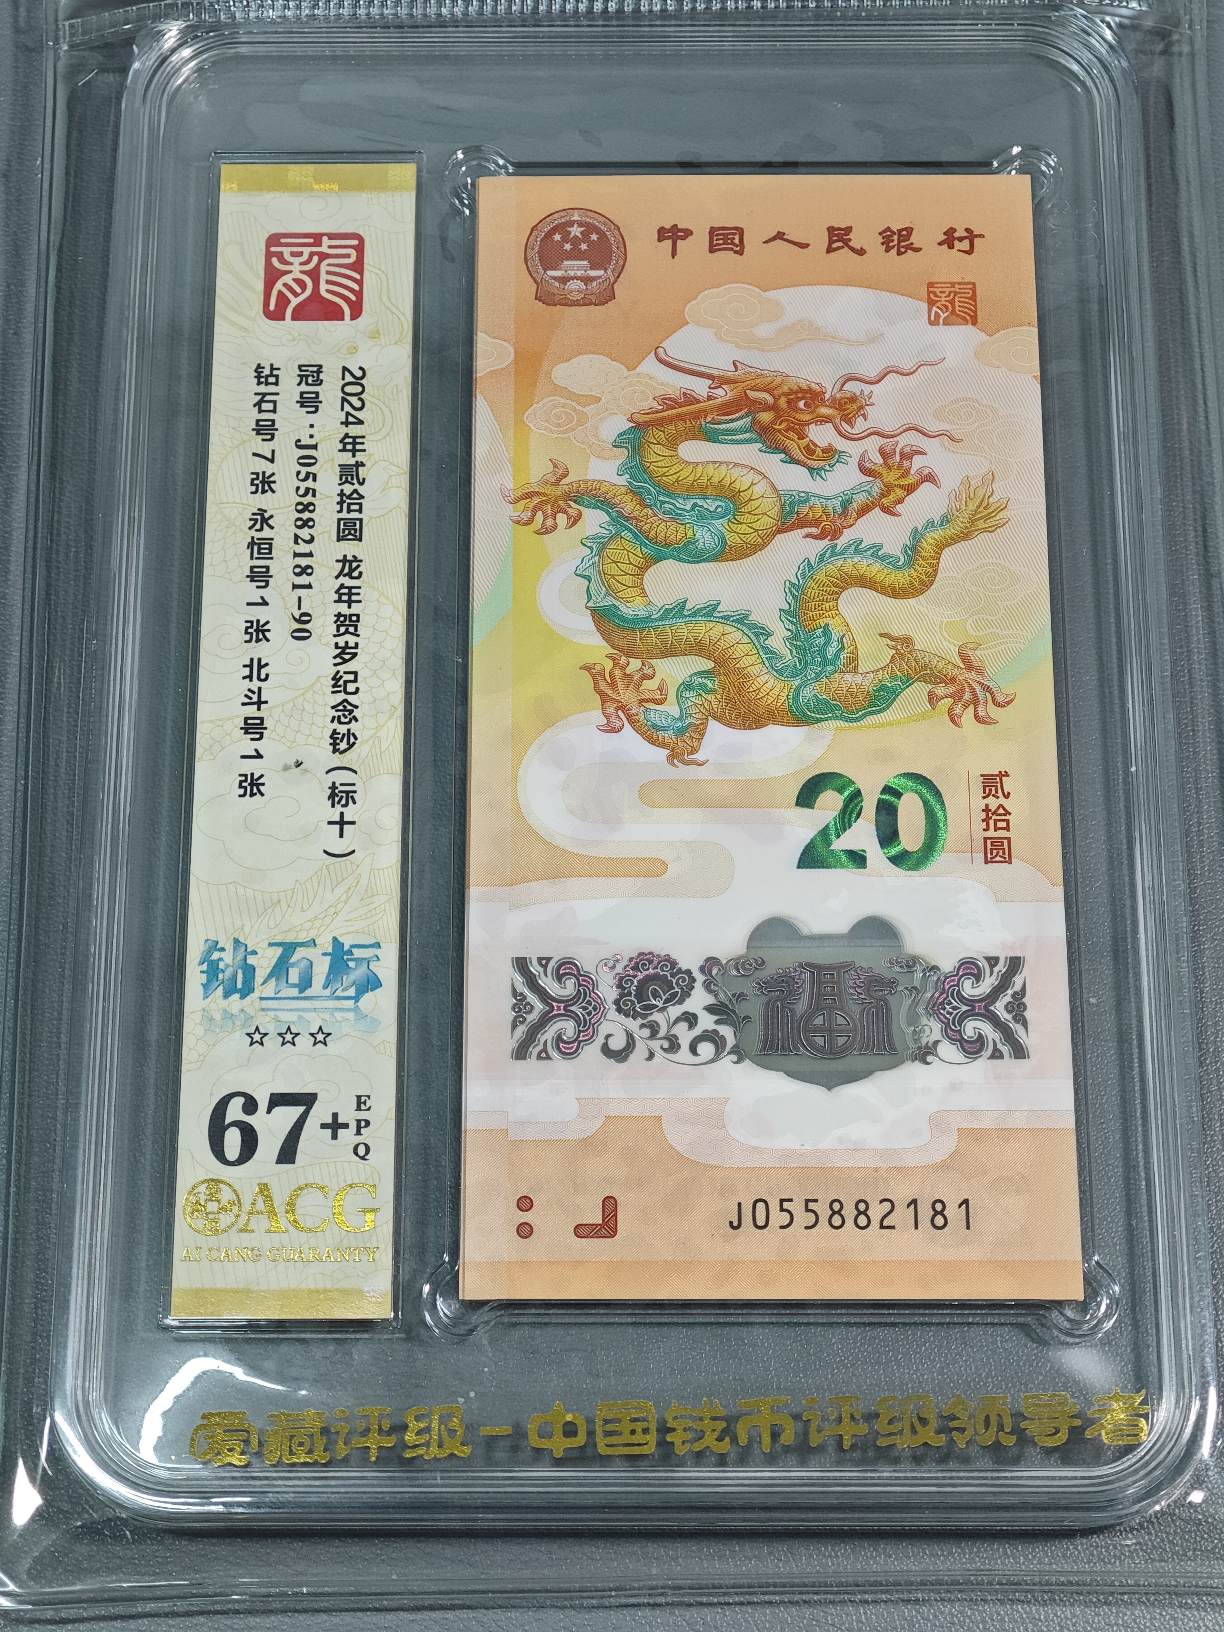 龍
2024年贰拾圆 龙年贺岁纪念钞(标十)
冠号:J055882181-90
钻石号7张 永恒号1张 北斗号1张
钻石标
☆☆☆
67+
EPQ
ACG
AI CANG GUARANTY
中国人民银行
龍
20
贰拾圆
福
J055882181
爱藏评级-中国钱币评级领导者